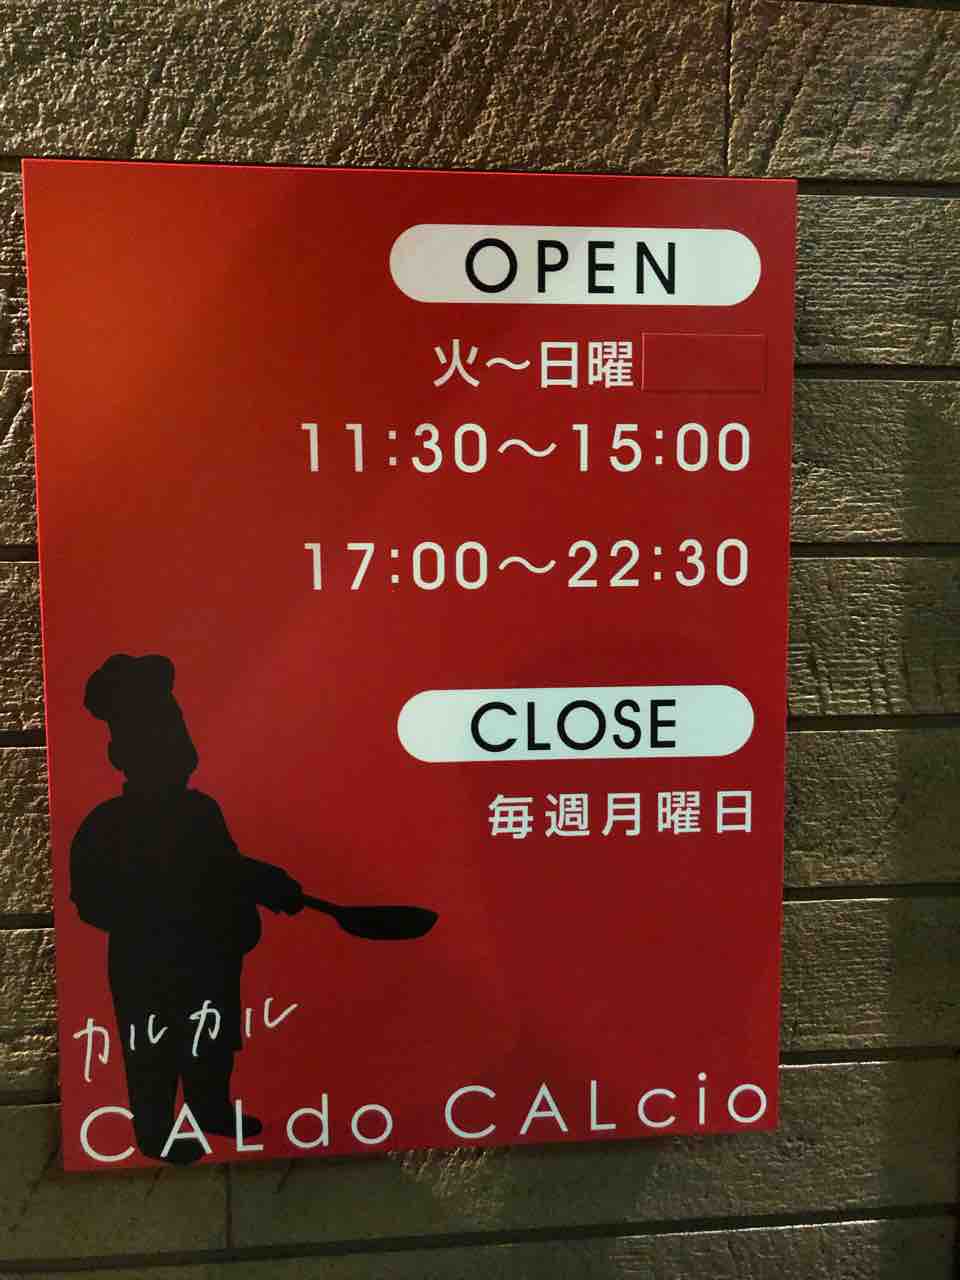 OPEN
火〜日曜
11:30〜15:00
17:00〜22:30
CLOSE
毎週月曜日
カルカル
CALdo CALcio